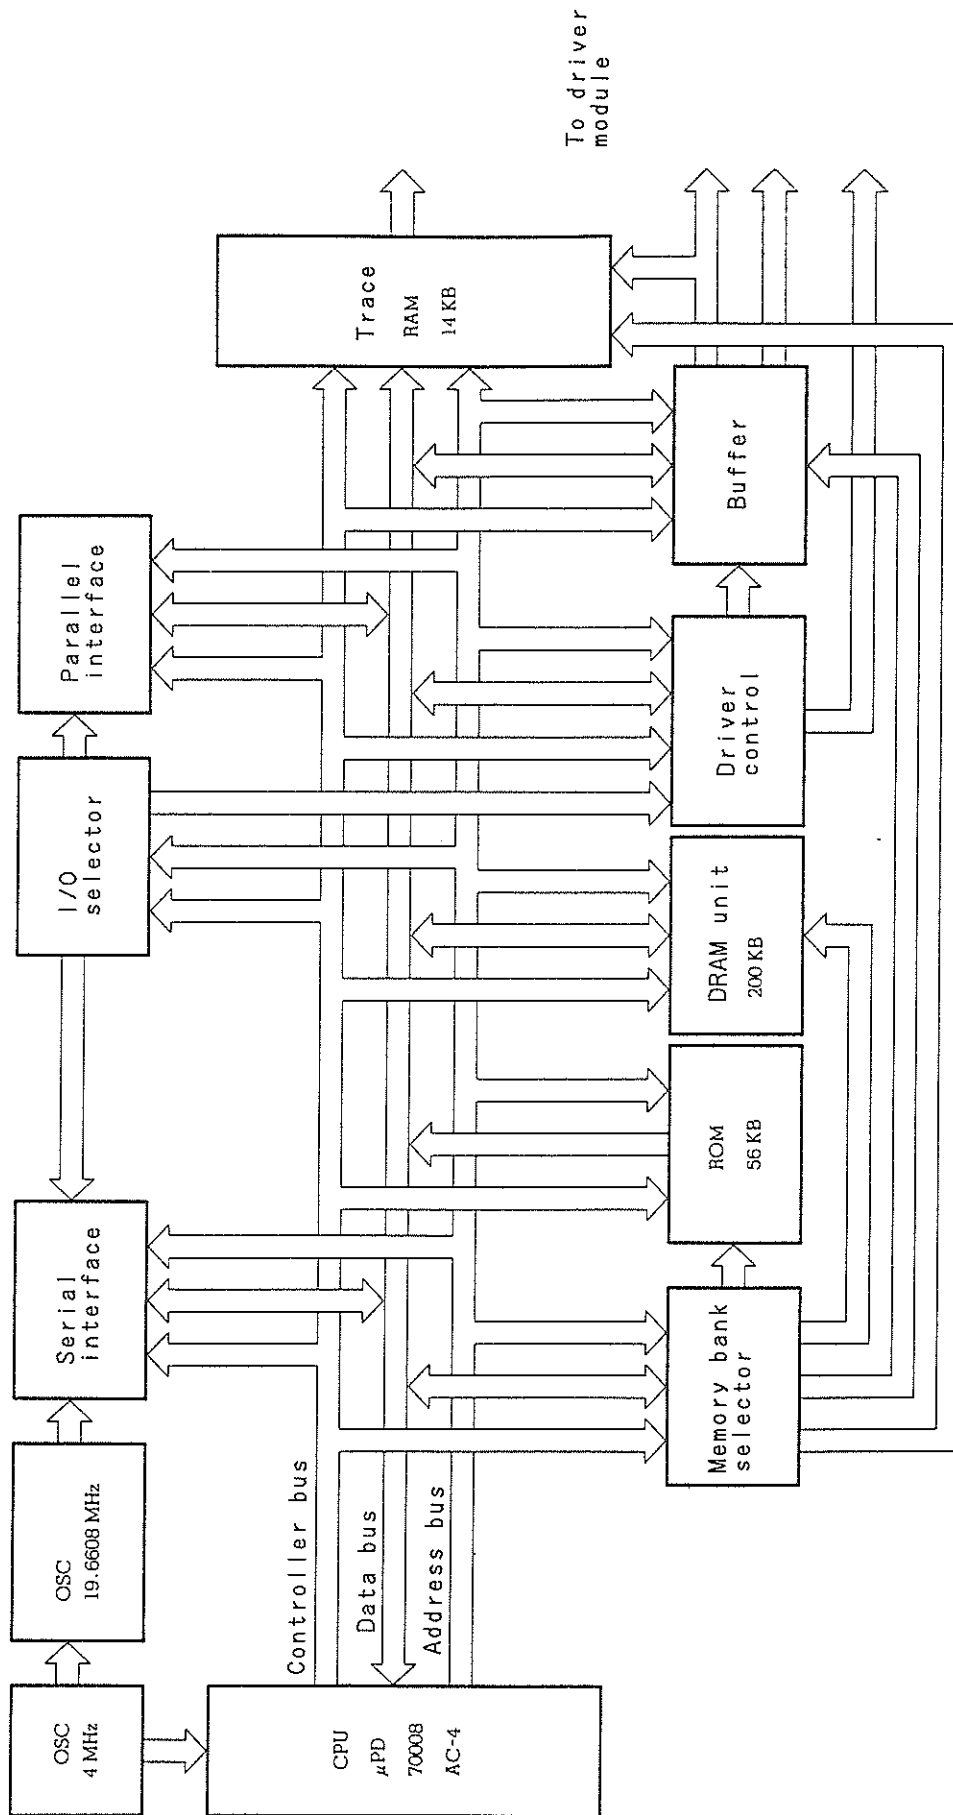 OSC
4 MHz
OSC
19.6608 MHz
Serial
interface
I/O
selector
Parallel
interface
CPU
μPD
70008
AC-4
Controller bus
Data bus
Address bus
Trace
RAM
14 KB
Memory bank
selector
ROM
56 KB
DRAM unit
200 KB
Driver
control
Buffer
To driver
module